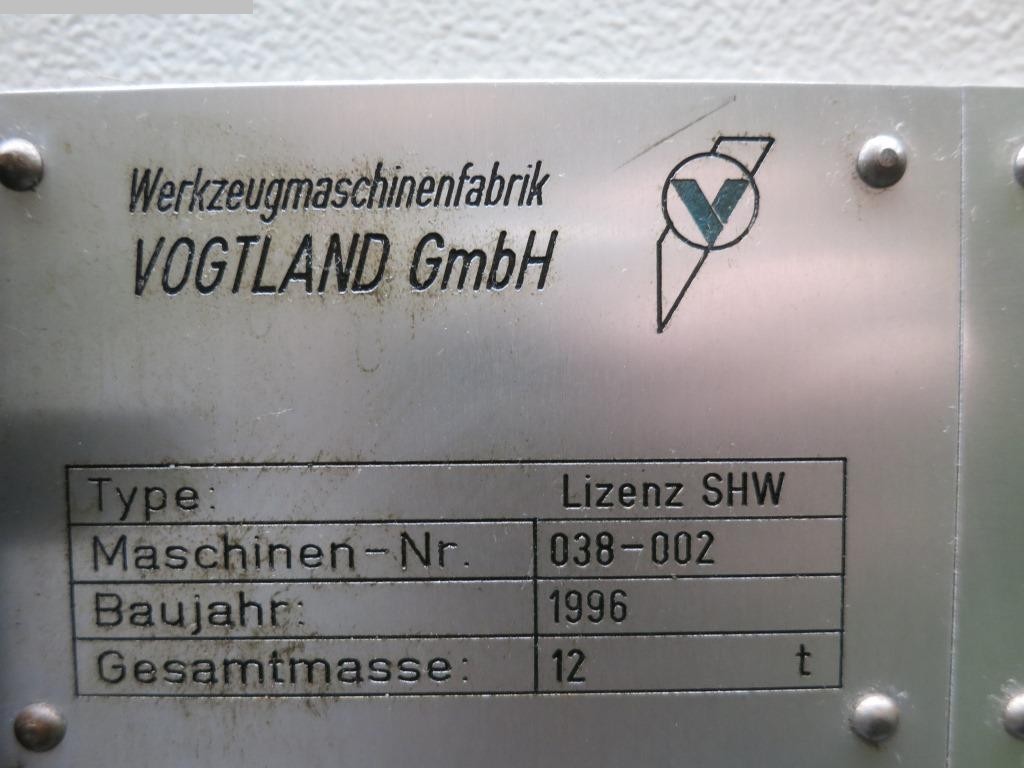 Werkzeugmaschinenfabrik
VOGTLAND GmbH
V
Type: Lizenz SHW
Maschinen-Nr. 038-002
Baujahr: 1996
Gesamtmasse: 12 t